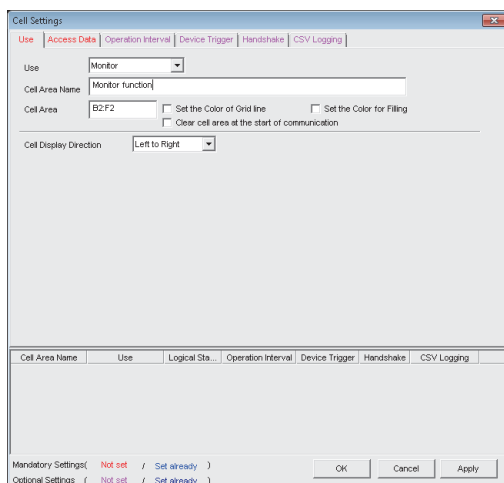 Cell Settings
Use Access Data Operation Interval Device Trigger Handshake CSV Logging
Use Monitor
Cell Area Name Monitor function
Cell Area B2:F2 Set the Color of Grid line Set the Color for Filling
Clear cell area at the start of communication
Cell Display Direction Left to Right
Cell Area Name Use Logical Sta... Operation Interval Device Trigger Handshake CSV Logging
Mandatory Settings( Not set / Set already ) OK Cancel Apply
Optional Settings ( Not set / Set already )